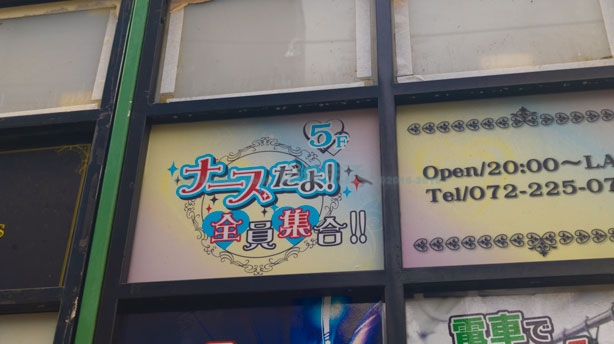 5F
ナースだよ!
全員集合!!
Open/20:00〜LA
Tel/072-225-07
電車で